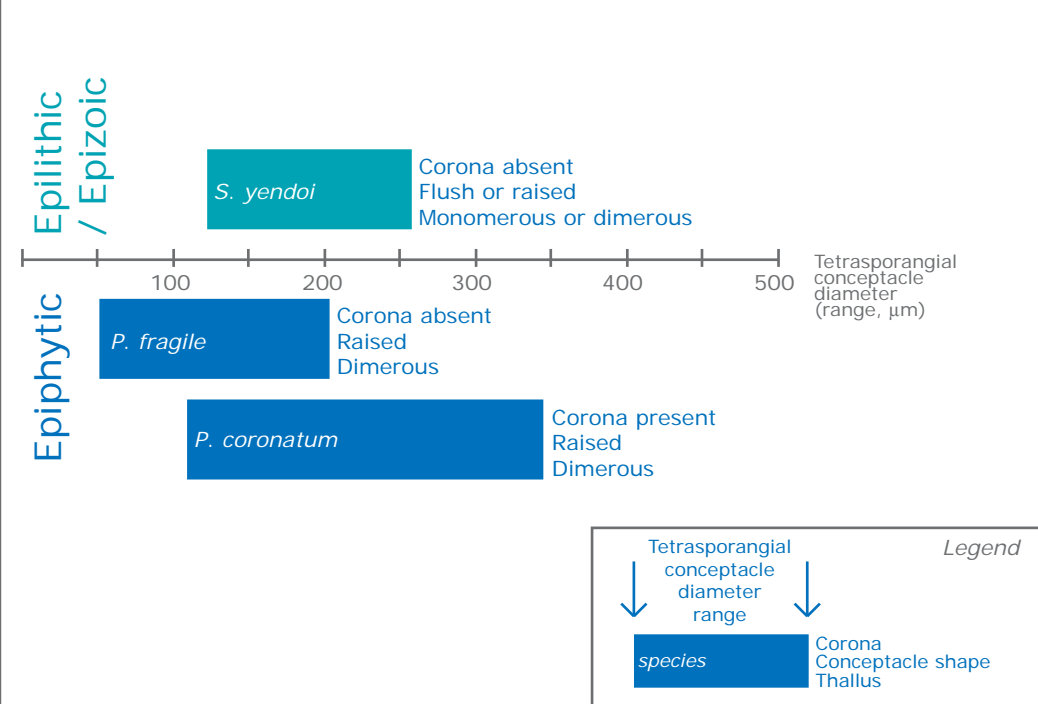 Epilithic
/ Epizoic
S. yendoi
Corona absent
Flush or raised
Monomerous or dimerous
100 200 300 400 500
Tetrasporangial
conceptacle
diameter
(range, µm)
Epiphytic
P. fragile
Corona absent
Raised
Dimerous
P. coronatum
Corona present
Raised
Dimerous
Legend
Tetrasporangial
conceptacle
diameter
range
species
Corona
Conceptacle shape
Thallus